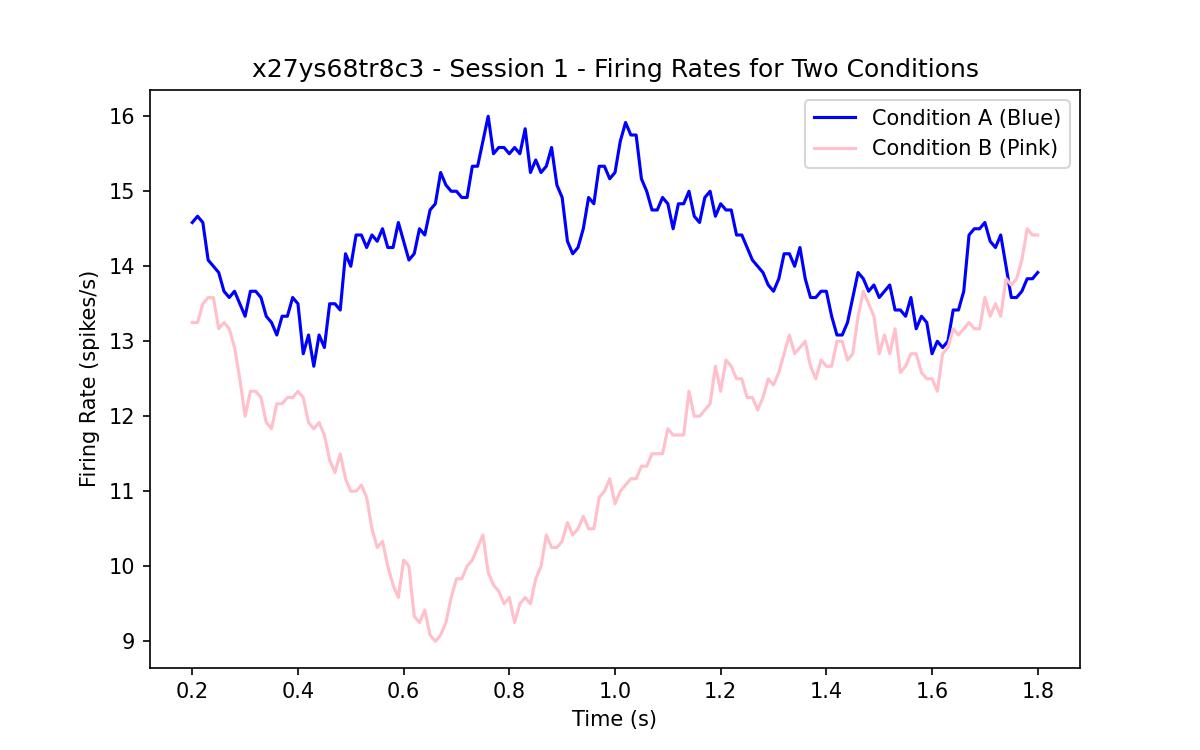 x27ys68tr8c3 - Session 1 - Firing Rates for Two Conditions
Condition A (Blue)
Condition B (Pink)
Firing Rate (spikes/s)
16
15
14
13
12
11
10
9
0.2 0.4 0.6 0.8 1.0 1.2 1.4 1.6 1.8
Time (s)